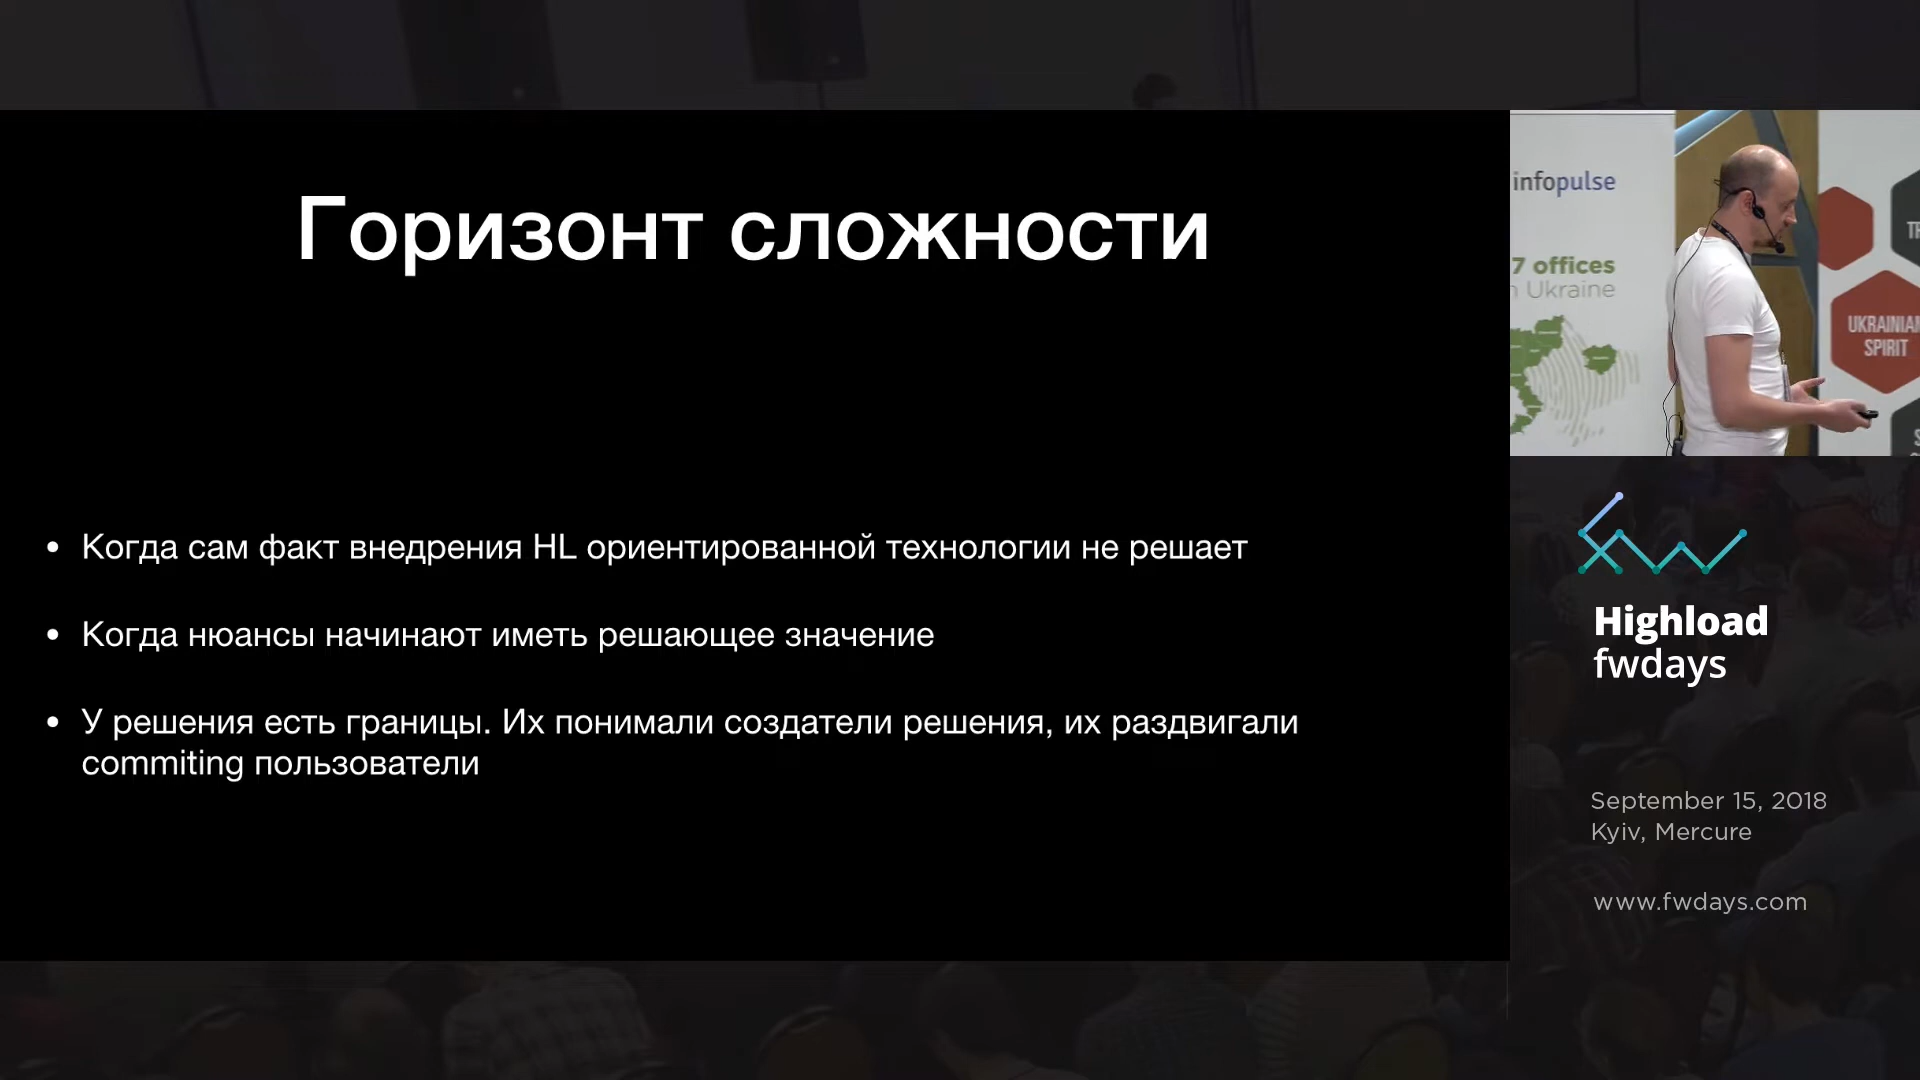 Горизонт сложности
• Когда сам факт внедрения HL ориентированной технологии не решает
• Когда нюансы начинают иметь решающее значение
• У решения есть границы. Их понимали создатели решения, их раздвигали
commiting пользователи
infopulse
7 offices
Ukraine
UKRAINIAN
SPIRIT
Highload
fwdays
September 15, 2018
Kyiv, Mercure
www.fwdays.com